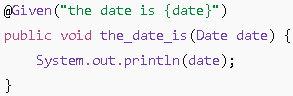 @Given("the date is {date}")
public void the_date_is(Date date) {
    System.out.println(date);
}